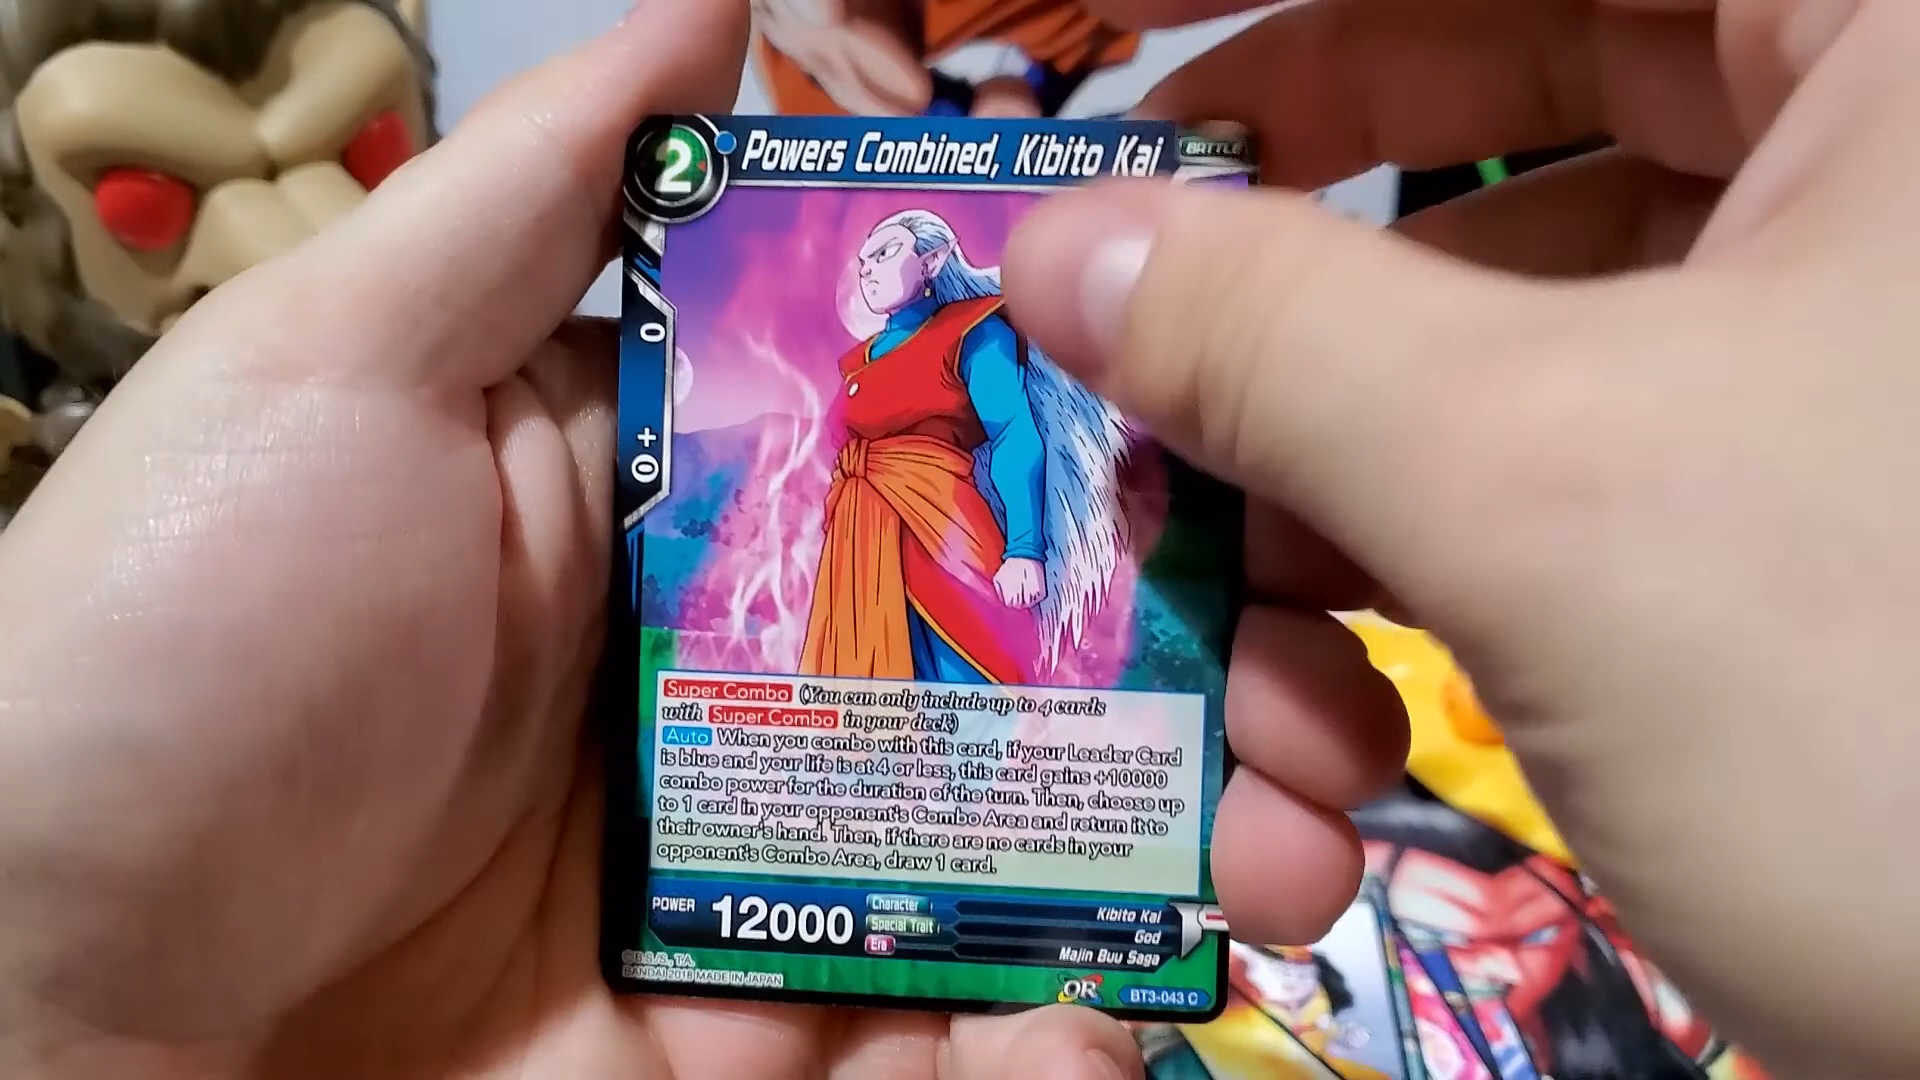 2
Powers Combined, Kibito Kai
BATTLE
0
0+
Super Combo (You can only include up to 4 cards
with Super Combo in your deck)
Auto When you combo with this card, if your Leader Card
is blue and your life is at 4 or less, this card gains +10000
combo power for the duration of the turn. Then, choose up
to 1 card in your opponent's Combo Area and return it to
their owner's hand. Then, if there are no cards in your
opponent's Combo Area, draw 1 card.
POWER 12000
Character Kibito Kai
Special Trait God
Era Majin Buu Saga
©B.S./S., T.A.
BANDAI 2018 MADE IN JAPAN
OR BT3-043 C